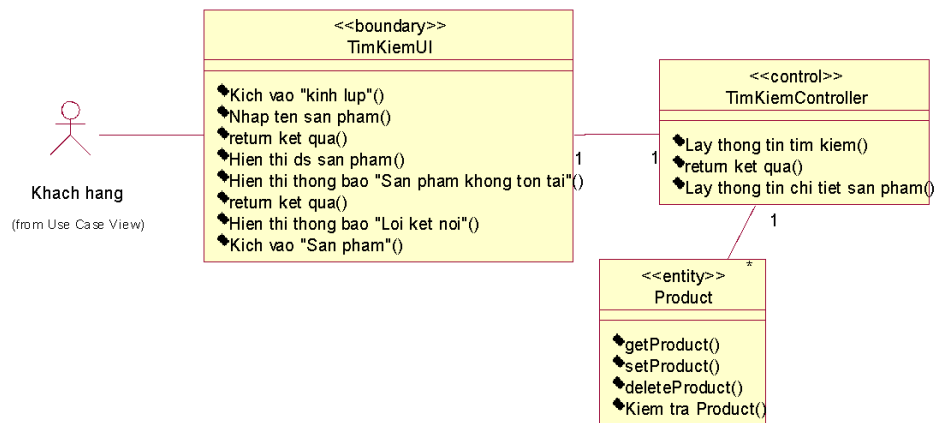 <<boundary>>
TimKiemUI
Kich vao "kinh lup"()
Nhap ten san pham()
return ket qua()
Hien thi ds san pham()
Hien thi thong bao "San pham khong ton tai"()
return ket qua()
Hien thi thong bao "Loi ket noi"()
Kich vao "San pham"()
Khach hang
(from Use Case View)
1
1
<<control>>
TimKiemController
Lay thong tin tim kiem()
return ket qua()
Lay thong tin chi tiet san pham()
1
*
<<entity>>
Product
getProduct()
setProduct()
deleteProduct()
Kiem tra Product()